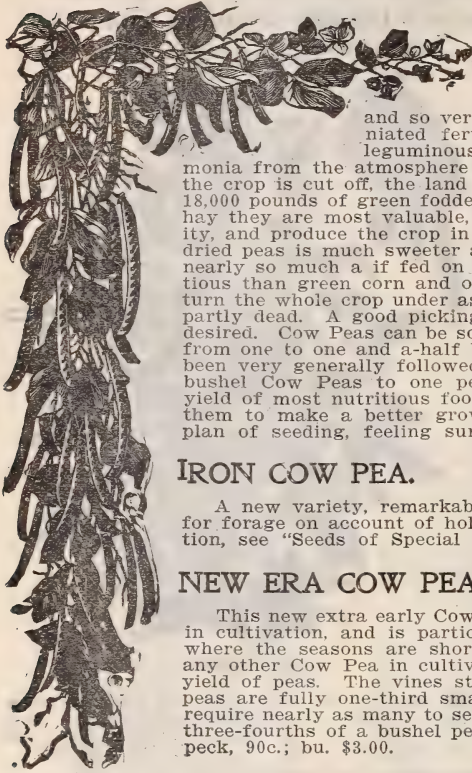 and so ver
niated fer
leguminous
monia from the atmosphere
the crop is cut off, the land
18,000 pounds of green fodde
hay they are most valuable,
ity, and produce the crop in
dried peas is much sweeter a
nearly so much a if fed on
tious than green corn and o
turn the whole crop under a
partly dead. A good picking
desired. Cow Peas can be so
from one to one and a-half
been very generally followed
bushel Cow Peas to one pe
yield of most nutritious foo
them to make a better gro
plan of seeding, feeling sur
IRON COW PEA.
A new variety, remarkab
for forage on account of hol
tion, see "Seeds of Special
NEW ERA COW PEA
This new extra early Cow
in cultivation, and is partic
where the seasons are shor
any other Cow Pea in cultiv
yield of peas. The vines st
peas are fully one-third sma
require nearly as many to se
three-fourths of a bushel pe
peck, 90c.; bu. $3.00.